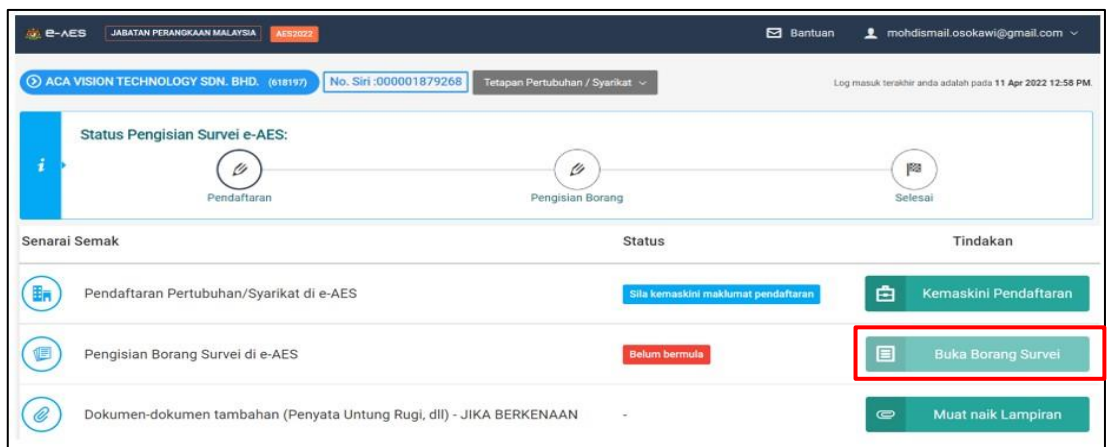 e-AES JABATAN PERANGKAAN MALAYSIA AES2022 Bantuan mohdismail.osokawi@gmail.com
ACA VISION TECHNOLOGY SDN. BHD. (618197) No. Siri :000001879268 Tetapan Pertubuhan / Syarikat Log masuk terakhir anda adalah pada 11 Apr 2022 12:58 PM.
Status Pengisian Survei e-AES:
i
Pendaftaran Pengisian Borang Selesai
Senarai Semak Status Tindakan
Pendaftaran Pertubuhan/Syarikat di e-AES Sila kemaskini maklumat pendaftaran Kemaskini Pendaftaran
Pengisian Borang Survei di e-AES Belum bermula Buka Borang Survei
Dokumen-dokumen tambahan (Penyata Untung Rugi, dll) - JIKA BERKENAAN - Muat naik Lampiran